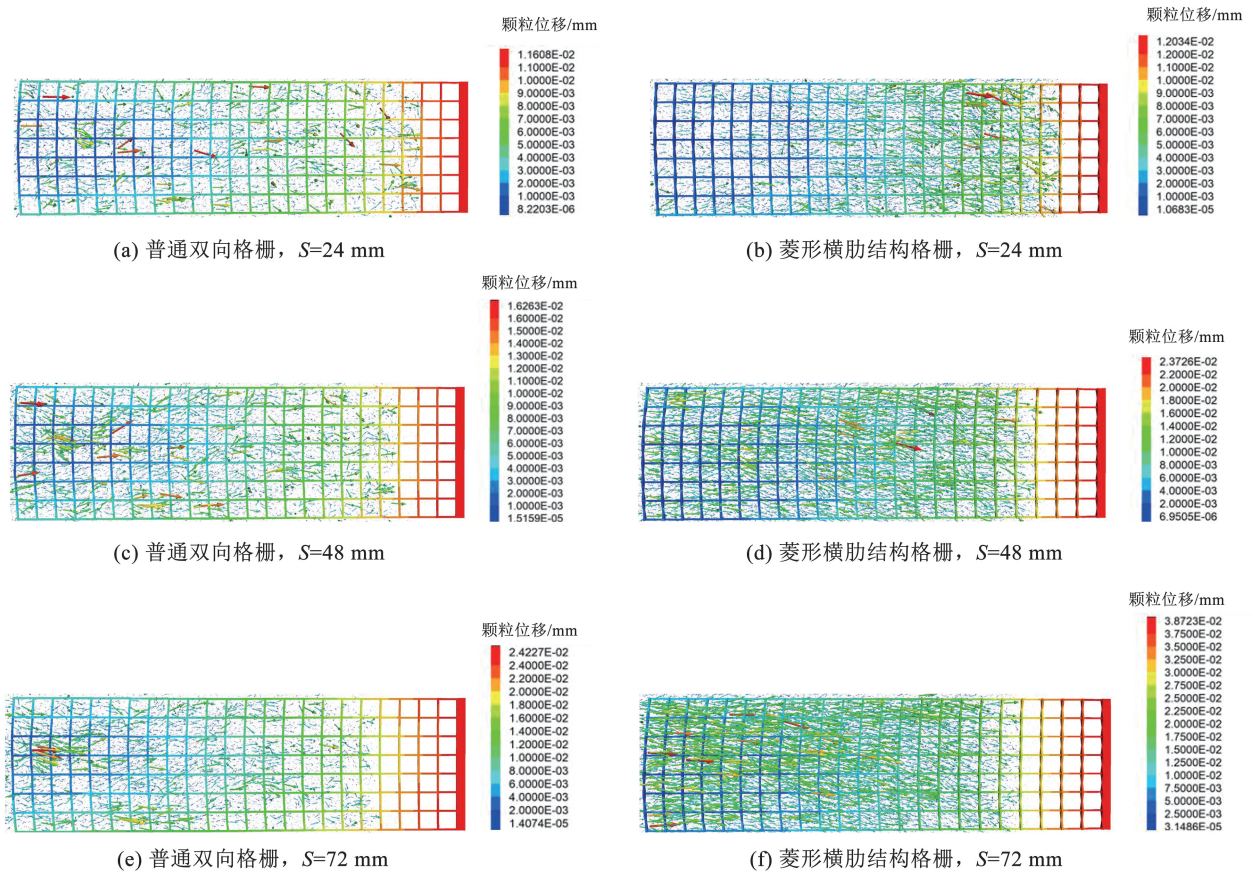 颗粒位移/mm
1.1608E-02
1.1000E-02
1.0000E-02
9.0000E-03
8.0000E-03
7.0000E-03
6.0000E-03
5.0000E-03
4.0000E-03
3.0000E-03
2.0000E-03
1.0000E-03
8.2203E-06
(a) 普通双向格栅，S=24 mm
颗粒位移/mm
1.2034E-02
1.2000E-02
1.1000E-02
1.0000E-02
9.0000E-03
8.0000E-03
7.0000E-03
6.0000E-03
5.0000E-03
4.0000E-03
3.0000E-03
2.0000E-03
1.0000E-03
1.0683E-05
(b) 菱形横肋结构格栅，S=24 mm
颗粒位移/mm
1.6263E-02
1.6000E-02
1.5000E-02
1.4000E-02
1.3000E-02
1.2000E-02
1.1000E-02
1.0000E-02
9.0000E-03
8.0000E-03
7.0000E-03
6.0000E-03
5.0000E-03
4.0000E-03
3.0000E-03
2.0000E-03
1.0000E-03
1.5159E-05
(c) 普通双向格栅，S=48 mm
颗粒位移/mm
2.3726E-02
2.2000E-02
2.0000E-02
1.8000E-02
1.6000E-02
1.4000E-02
1.2000E-02
1.0000E-02
8.0000E-03
6.0000E-03
4.0000E-03
2.0000E-03
6.9505E-06
(d) 菱形横肋结构格栅，S=48 mm
颗粒位移/mm
2.4227E-02
2.4000E-02
2.2000E-02
2.0000E-02
1.8000E-02
1.6000E-02
1.4000E-02
1.2000E-02
1.0000E-02
8.0000E-03
6.0000E-03
4.0000E-03
2.0000E-03
1.4074E-05
(e) 普通双向格栅，S=72 mm
颗粒位移/mm
3.8723E-02
3.7500E-02
3.5000E-02
3.2500E-02
3.0000E-02
2.7500E-02
2.5000E-02
2.2500E-02
2.0000E-02
1.7500E-02
1.5000E-02
1.2500E-02
1.0000E-02
7.5000E-03
5.0000E-03
2.5000E-03
3.1486E-05
(f) 菱形横肋结构格栅，S=72 mm